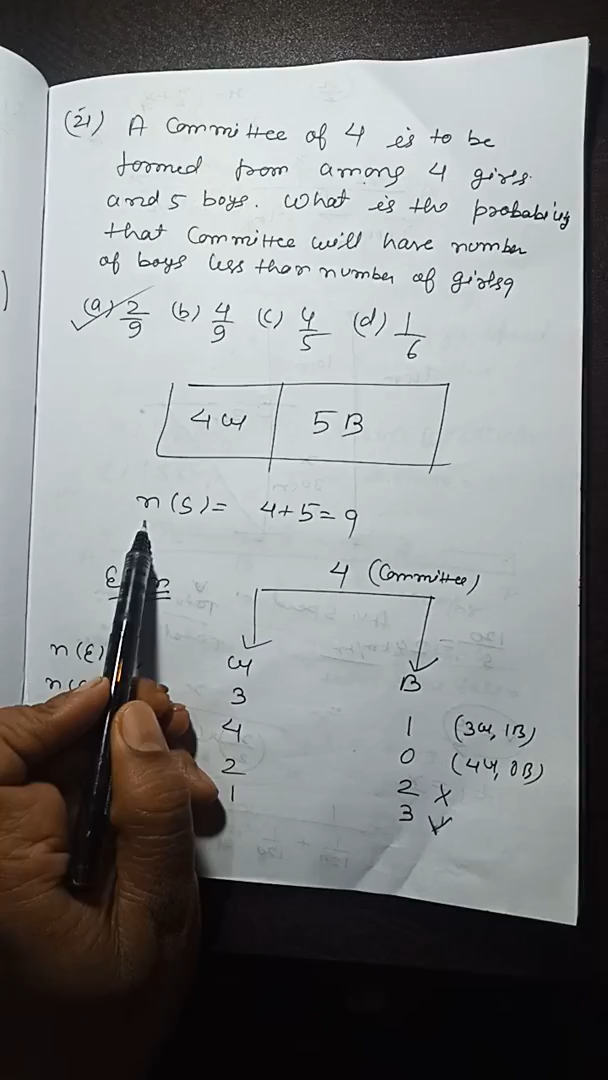 (21) A Committee of 4 is to be
formed from among 4 girls
and 5 boys. What is the probability
that Committee will have number
of boys less than number of girls?
(a) 2/9 (b) 4/9 (c) 4/5 (d) 1/6
4G 5B
n(S) = 4+5=9
4 (Committee)
n(E)
G B
3 1 (3G, 1B)
4 0 (4G, 0B)
2 2 X
1 3